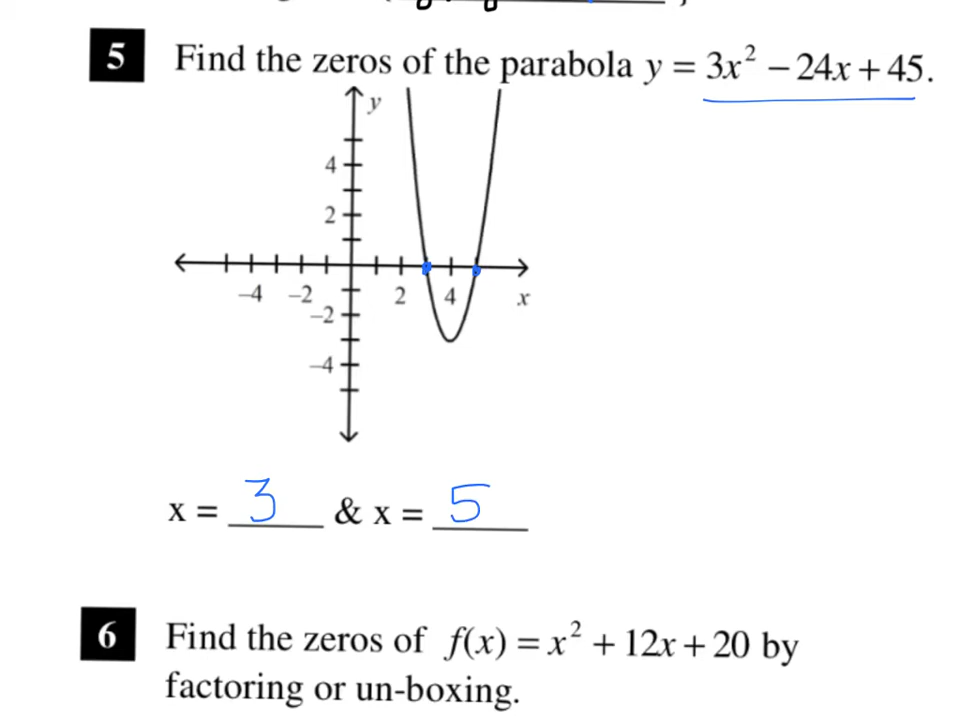 5 Find the zeros of the parabola y = 3x² − 24x + 45.
y
4
2
−4 −2 2 4 x
−2
−4
x = 3 & x = 5
6 Find the zeros of f(x) = x² + 12x + 20 by
factoring or un-boxing.